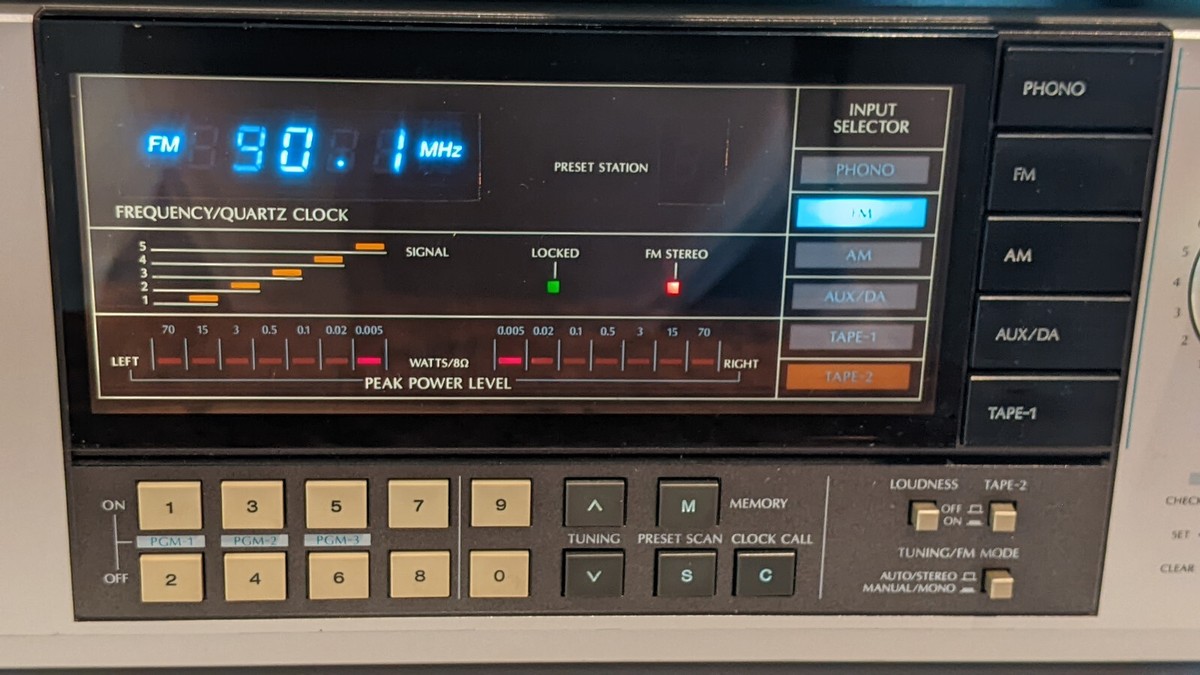 FM 90.1 MHz
PRESET STATION
FREQUENCY/QUARTZ CLOCK
INPUT
SELECTOR
PHONO
FM
AM
AUX/DA
TAPE-1
TAPE-2
5
4
3
2
1
SIGNAL
LOCKED
FM STEREO
70 15 3 0.5 0.1 0.02 0.005
0.005 0.02 0.1 0.5 3 15 70
LEFT
WATTS/8Ω
RIGHT
PEAK POWER LEVEL
PHONO
FM
AM
AUX/DA
TAPE-1
5
4
3
2
ON
1 3 5 7 9
PGM-1 PGM-2 PGM-3
OFF
2 4 6 8 0
M
MEMORY
TUNING
PRESET SCAN
CLOCK CALL
S
C
LOUDNESS
TAPE-2
OFF
ON
TUNING/FM MODE
AUTO/STEREO
MANUAL/MONO
CHECK
SET
CLEAR